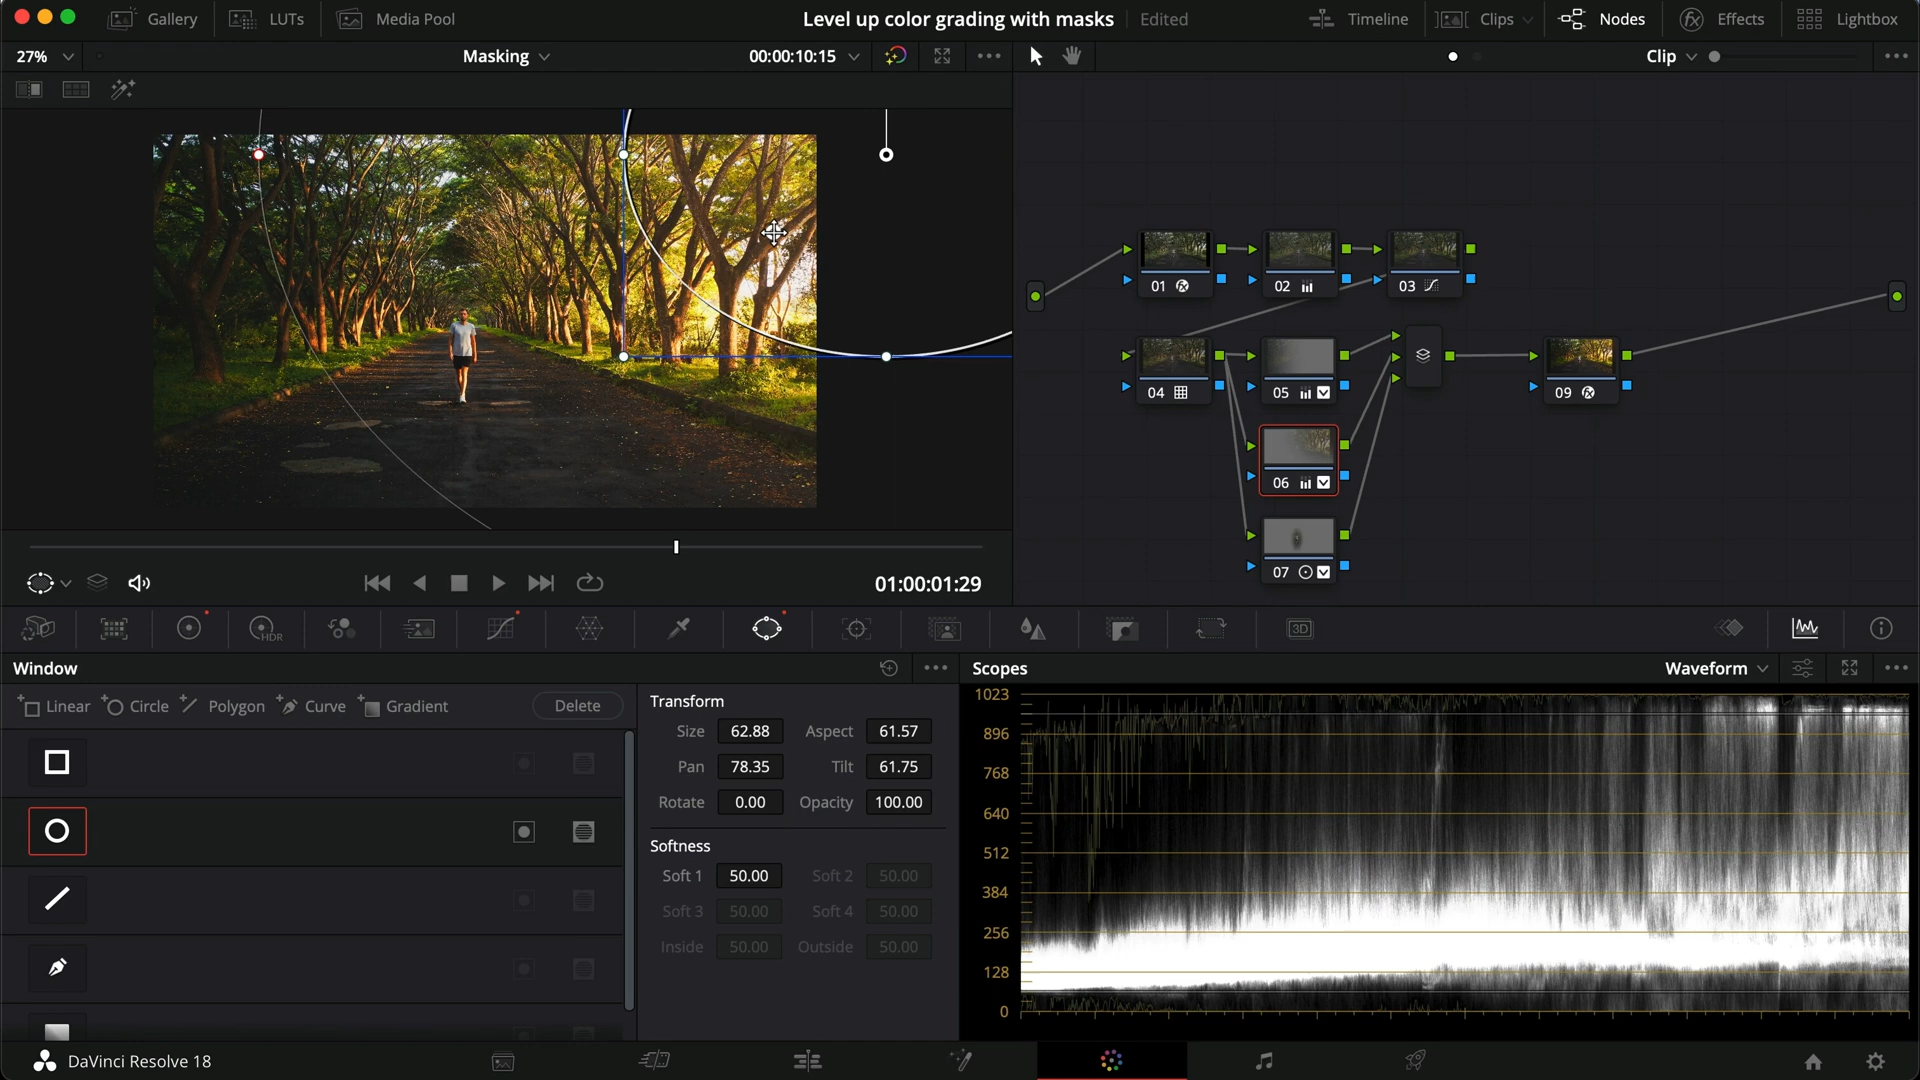 Gallery LUTs Media Pool Level up color grading with masks Edited Timeline Clips Nodes Effects Lightbox
27% Masking 00:00:10:15 Clip
01 02 03
04 05 09
06
07
01:00:01:29
HDR 3D
Window Scopes Waveform
Linear Circle Polygon Curve Gradient Delete
Transform
Size 62.88 Aspect 61.57
Pan 78.35 Tilt 61.75
Rotate 0.00 Opacity 100.00
Softness
Soft 1 50.00 Soft 2 50.00
Soft 3 50.00 Soft 4 50.00
Inside 50.00 Outside 50.00
1023
896
768
640
512
384
256
128
0
DaVinci Resolve 18